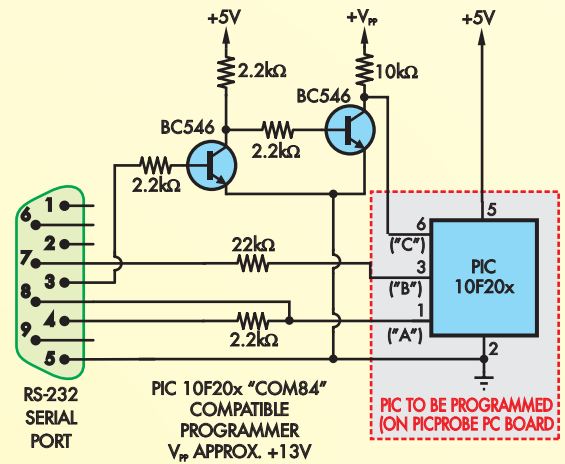 +5V
+VPP
+5V
2.2kΩ
10kΩ
BC546
BC546
2.2kΩ
2.2kΩ
1
6
2
7
3
8
4
9
5
22kΩ
2.2kΩ
5
6
("C")
3
("B")
1
("A")
2
PIC
10F20x
RS-232
SERIAL
PORT
PIC 10F20x "COM84"
COMPATIBLE
PROGRAMMER
VPP APPROX. +13V
PIC TO BE PROGRAMMED
(ON PICPROBE PC BOARD